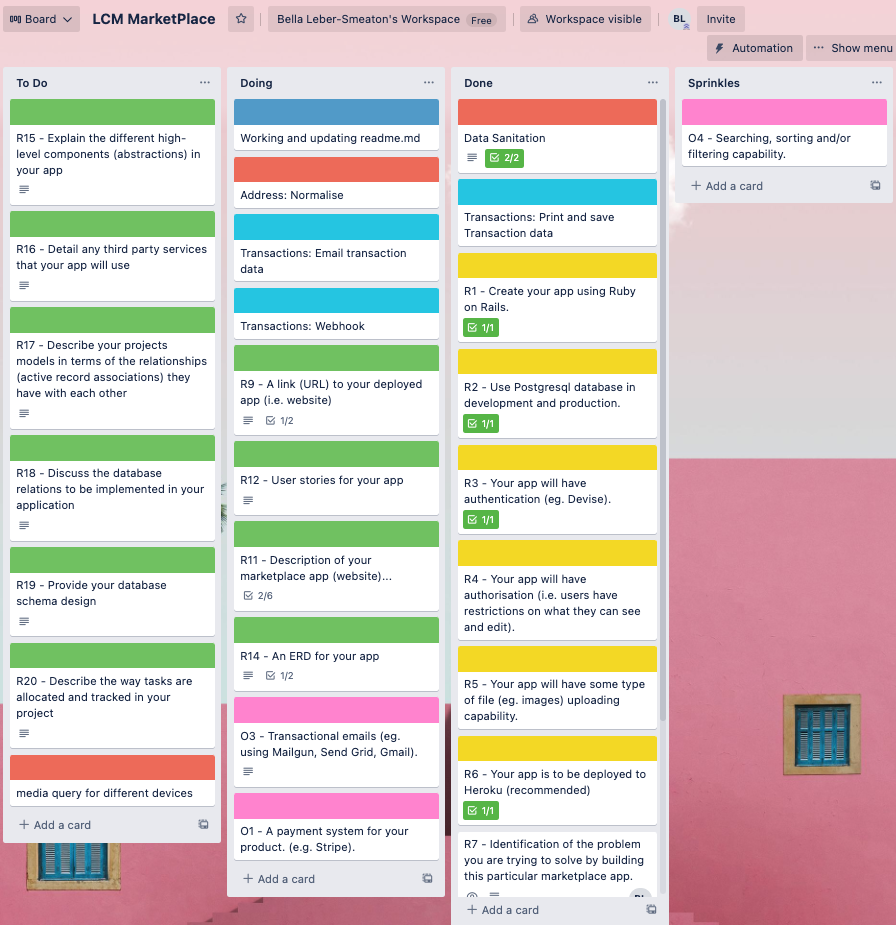 Board
LCM MarketPlace
Bella Leber-Smeaton's Workspace Free
Workspace visible
BL
Invite
Automation
Show menu
To Do
R15 - Explain the different high-
level components (abstractions) in
your app
R16 - Detail any third party services
that your app will use
R17 - Describe your projects
models in terms of the relationships
(active record associations) they
have with each other
R18 - Discuss the database
relations to be implemented in your
application
R19 - Provide your database
schema design
R20 - Describe the way tasks are
allocated and tracked in your
project
media query for different devices
+ Add a card
Doing
Working and updating readme.md
Address: Normalise
Transactions: Email transaction
data
Transactions: Webhook
R9 - A link (URL) to your deployed
app (i.e. website)
1/2
R12 - User stories for your app
R11 - Description of your
marketplace app (website)...
2/6
R14 - An ERD for your app
1/2
O3 - Transactional emails (eg.
using Mailgun, Send Grid, Gmail).
O1 - A payment system for your
product. (e.g. Stripe).
+ Add a card
Done
Data Sanitation
2/2
Transactions: Print and save
Transaction data
R1 - Create your app using Ruby
on Rails.
1/1
R2 - Use Postgresql database in
development and production.
1/1
R3 - Your app will have
authentication (eg. Devise).
1/1
R4 - Your app will have
authorisation (i.e. users have
restrictions on what they can see
and edit).
R5 - Your app will have some type
of file (eg. images) uploading
capability.
R6 - Your app is to be deployed to
Heroku (recommended)
1/1
R7 - Identification of the problem
you are trying to solve by building
this particular marketplace app.
+ Add a card
Sprinkles
O4 - Searching, sorting and/or
filtering capability.
+ Add a card